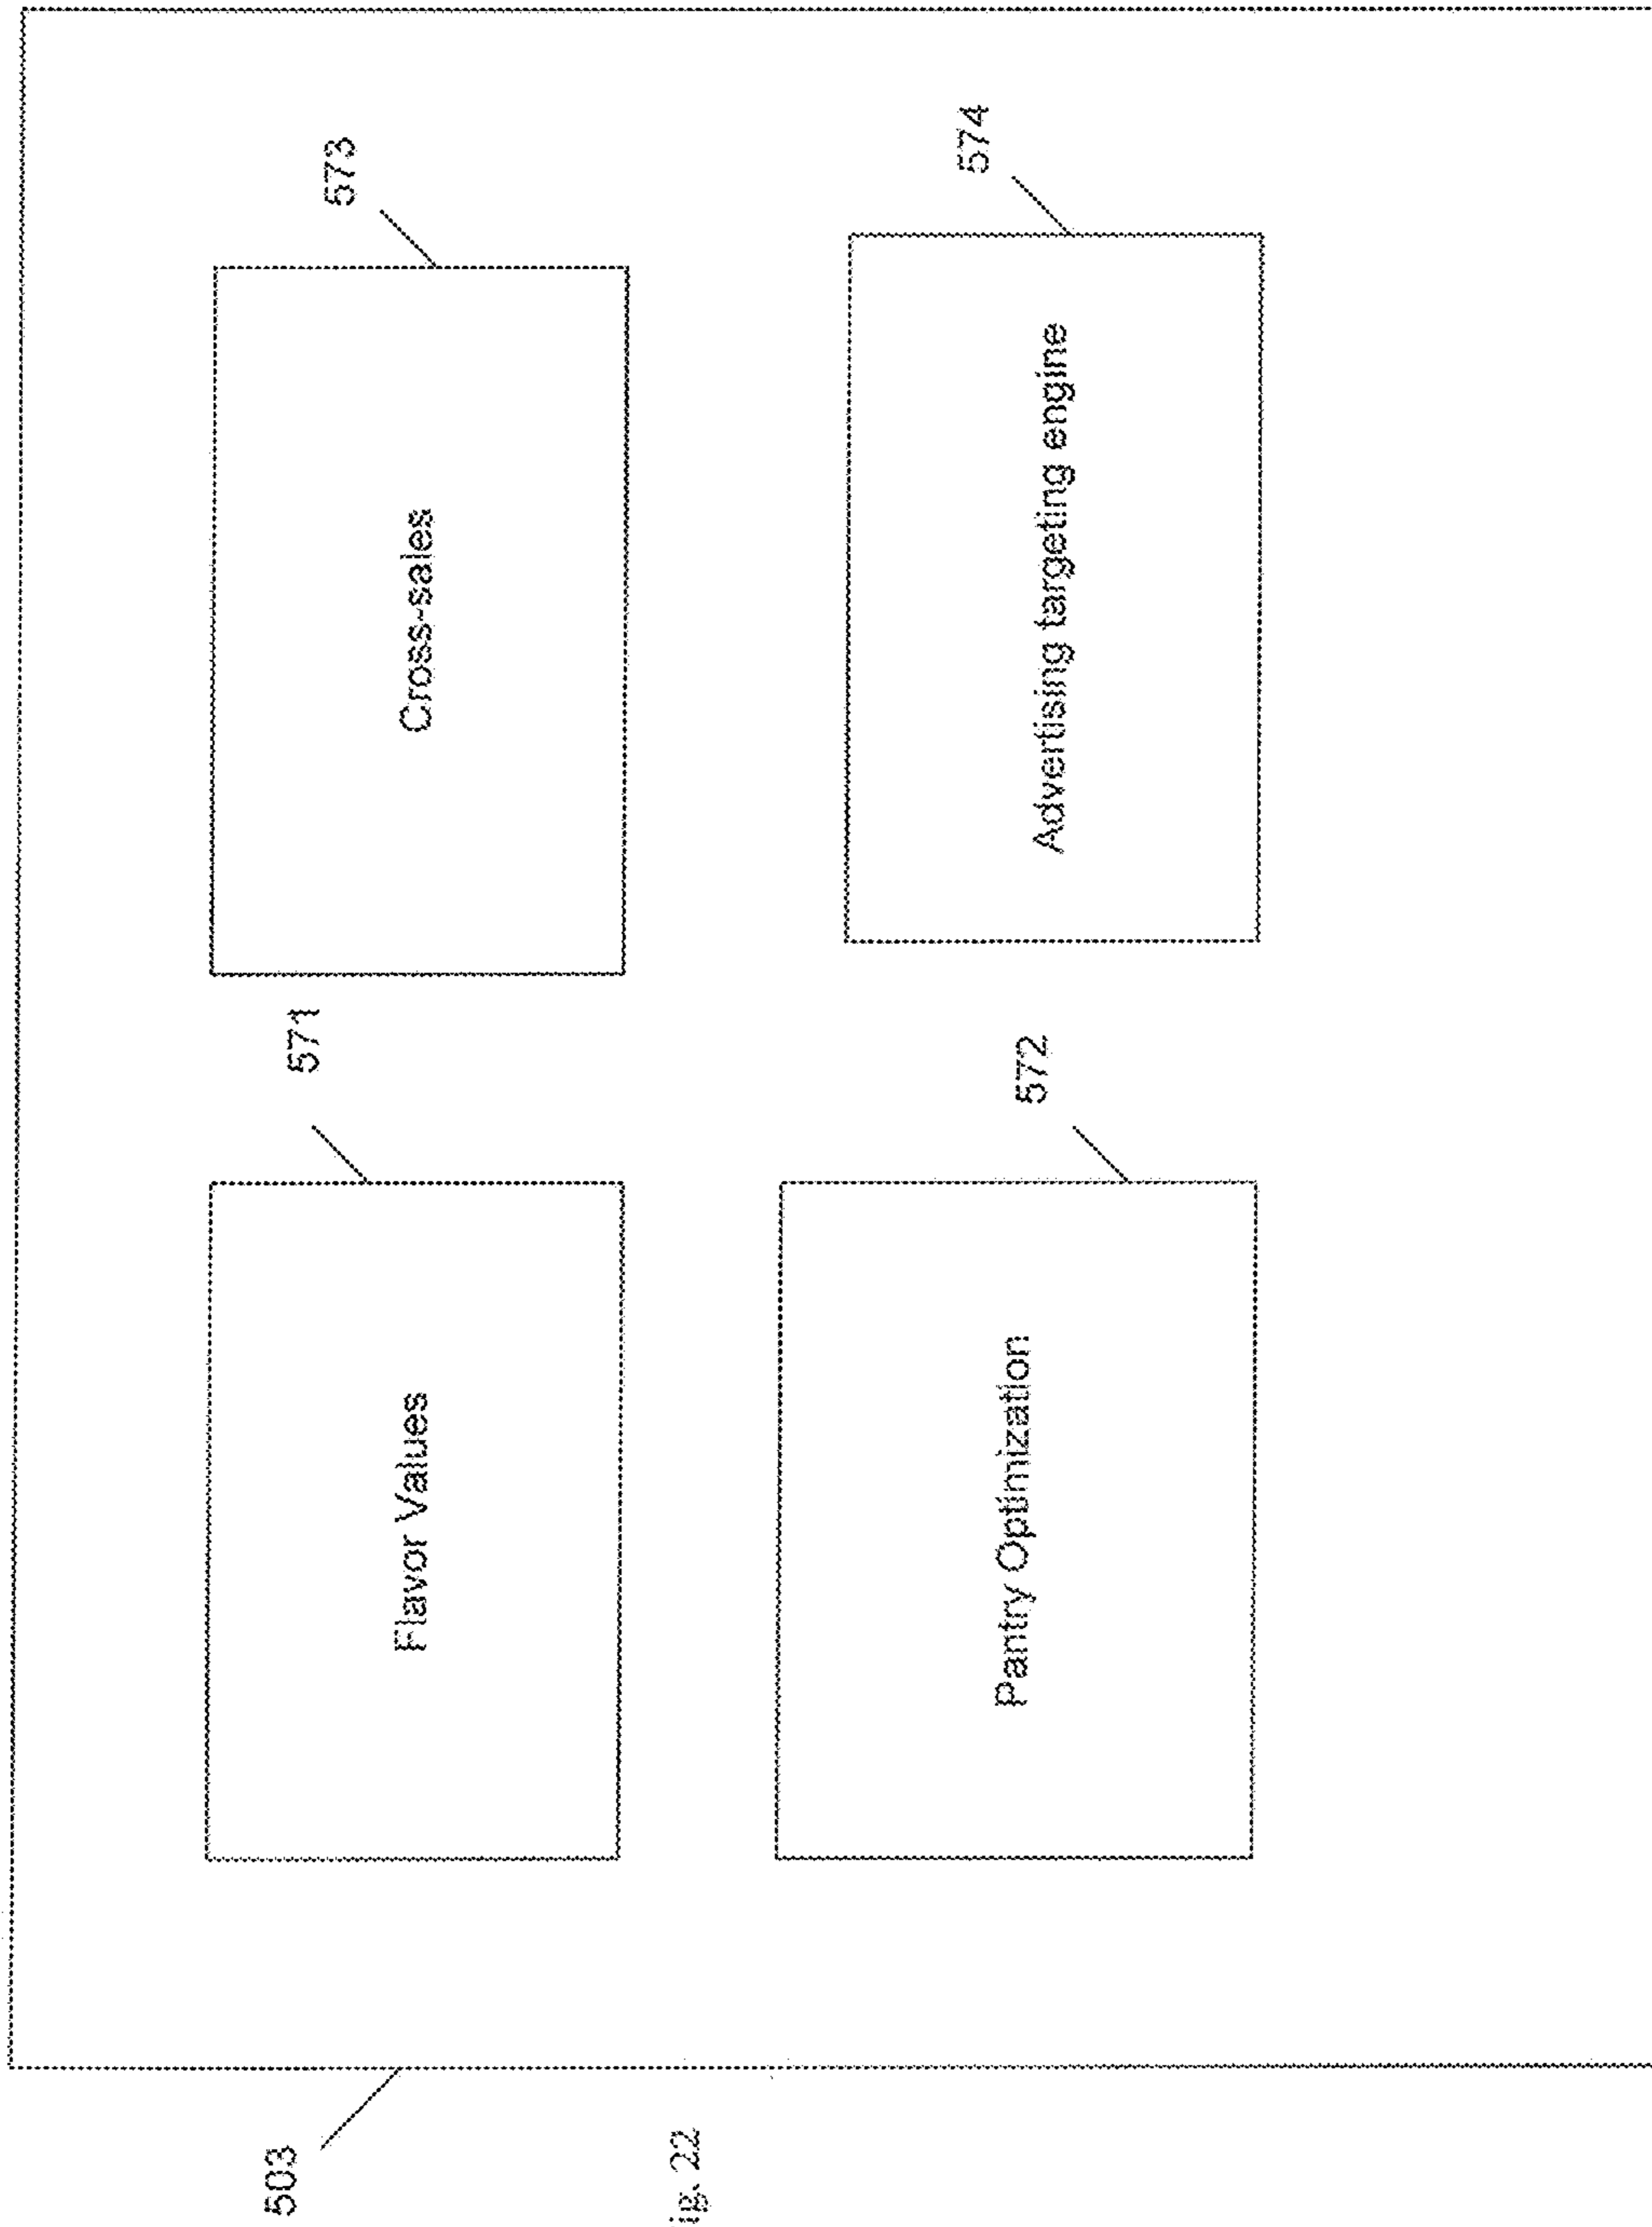 573
571
Cross-sales
Flavor Values
574
572
Advertising targeting engine
Pantry Optimization
503
ig. 22